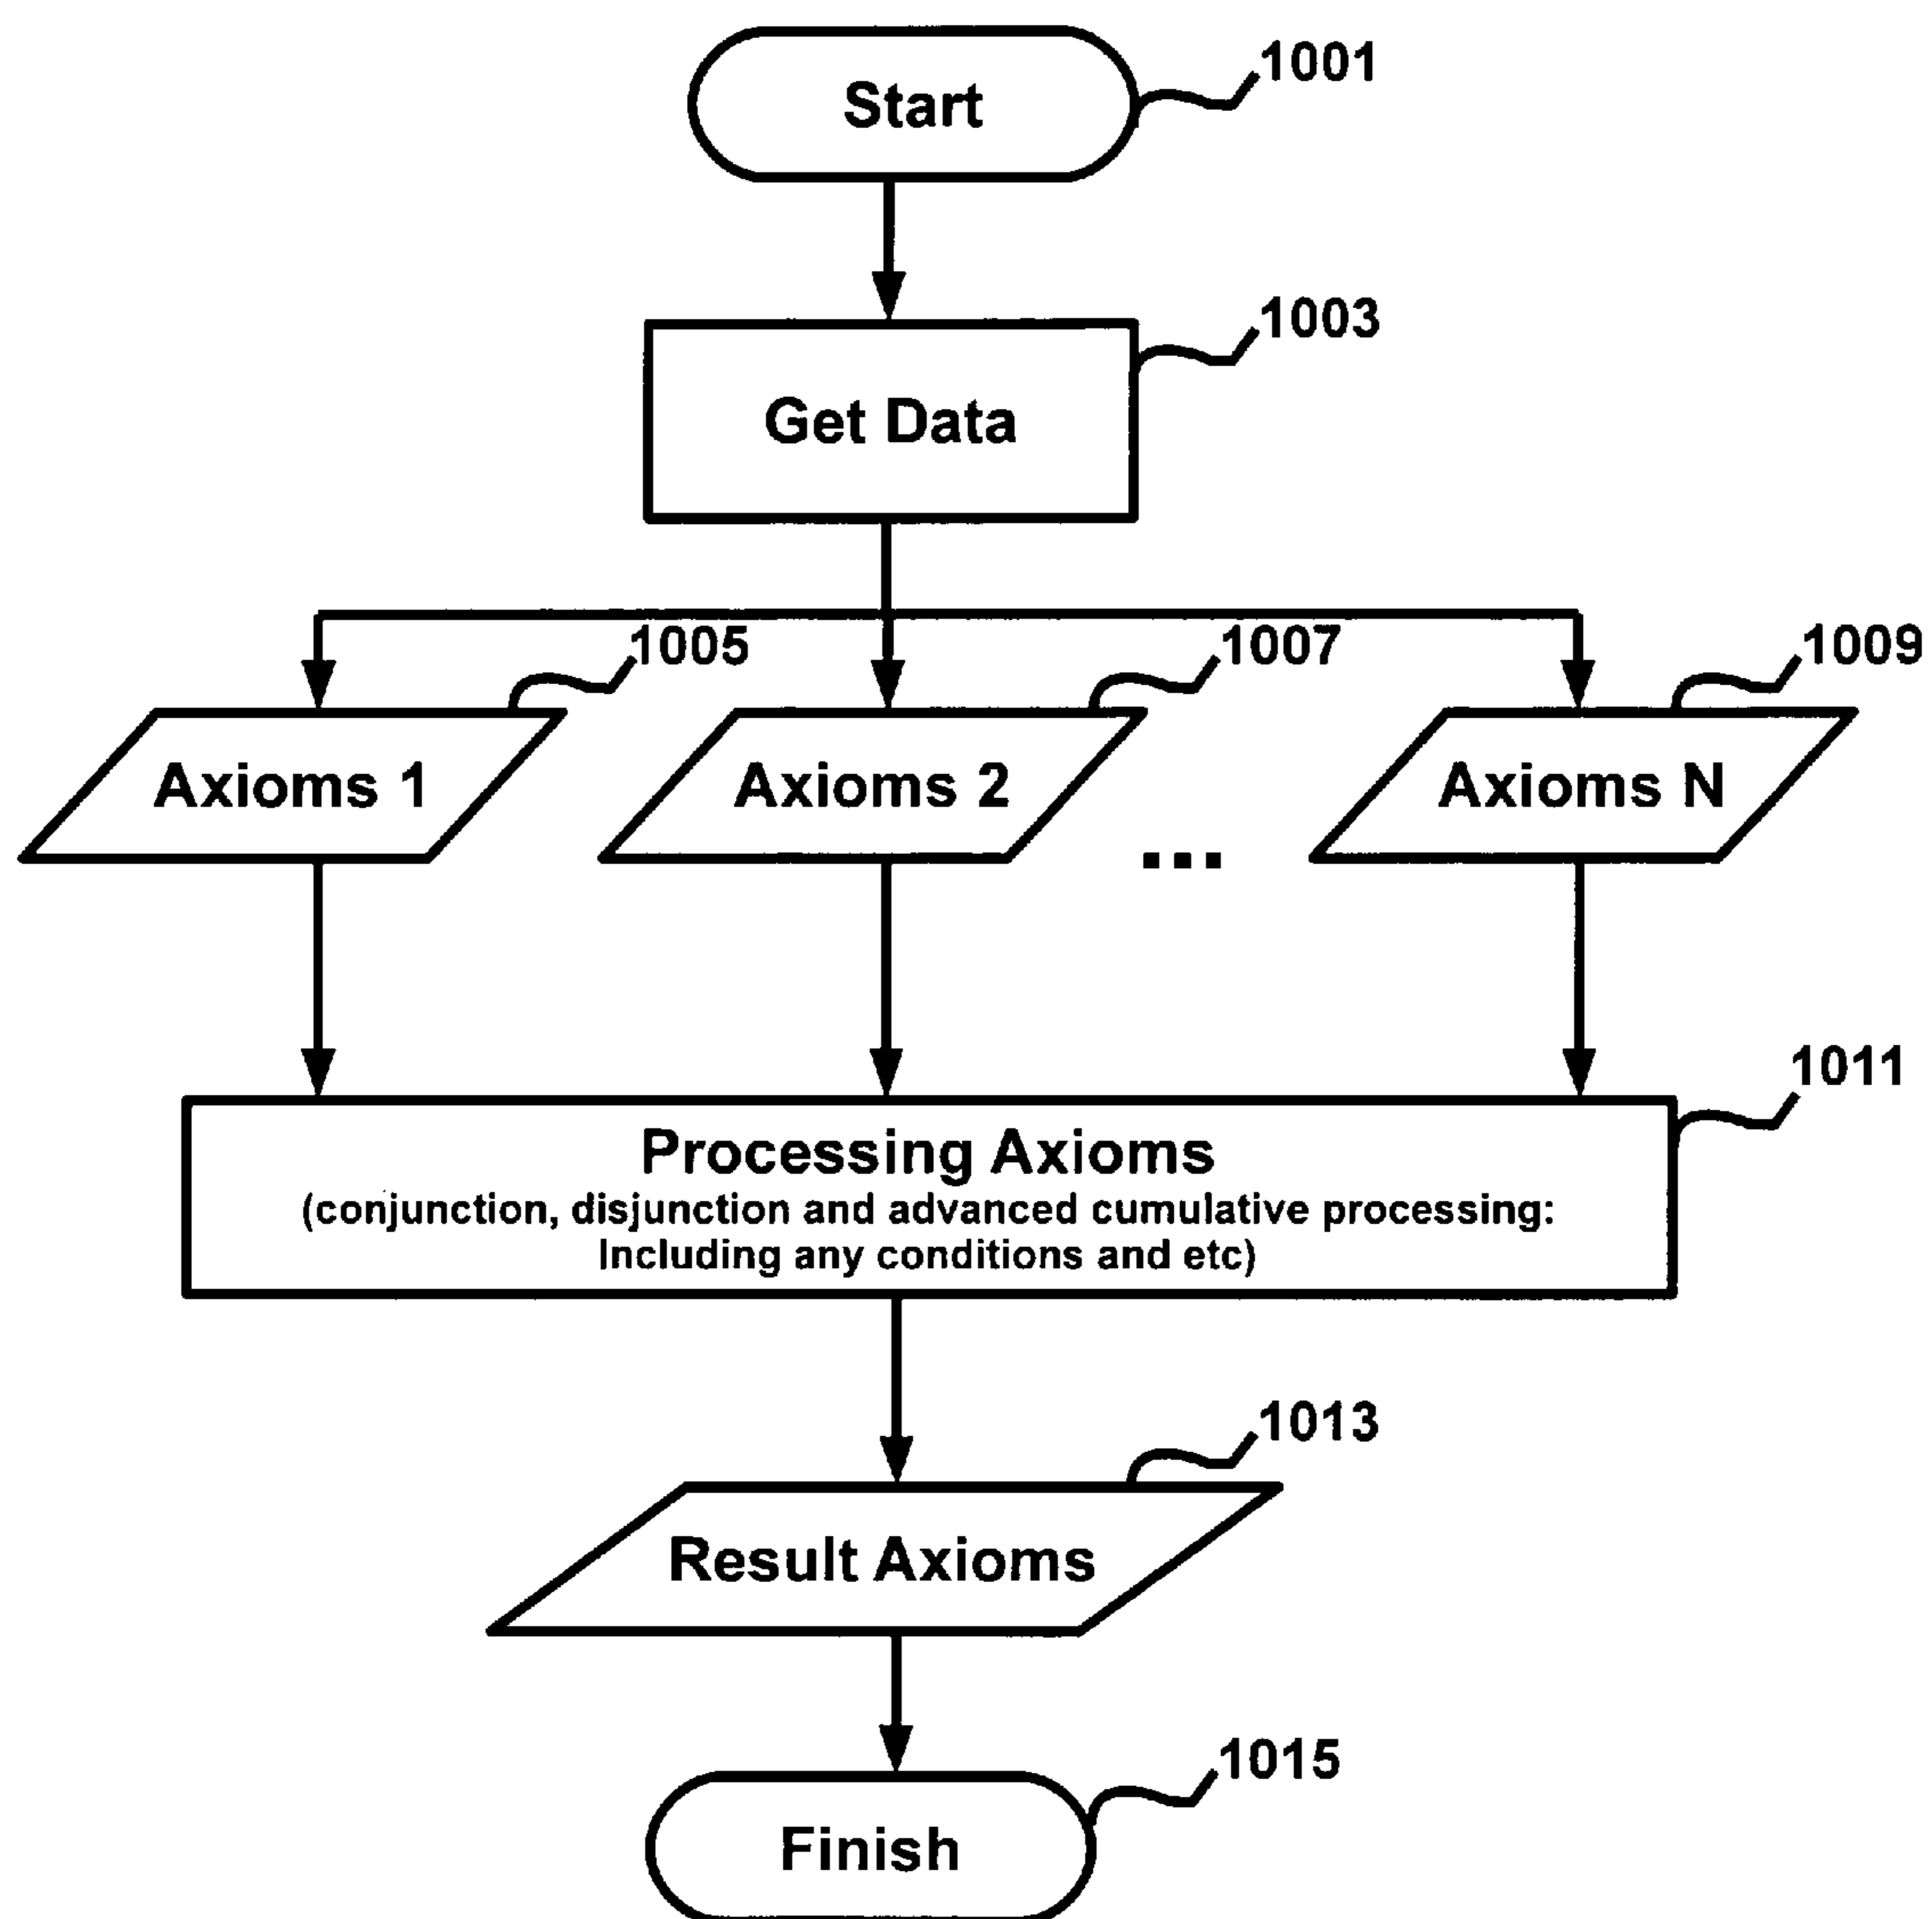 Start
1001
Get Data
1003
1005
1007
1009
Axioms 1
Axioms 2
...
Axioms N
1011
Processing Axioms
(conjunction, disjunction and advanced cumulative processing:
Including any conditions and etc)
1013
Result Axioms
1015
Finish